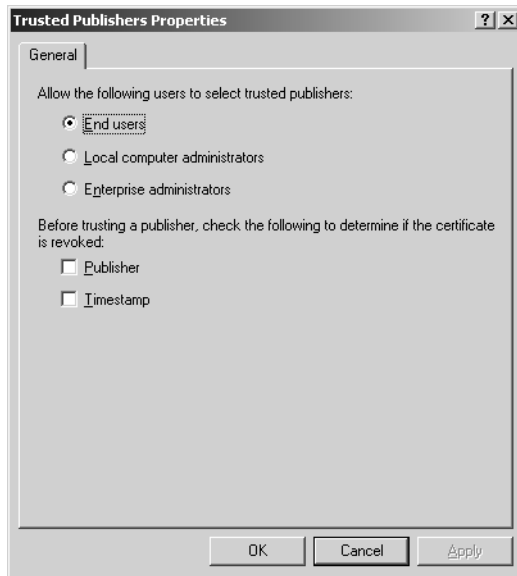 Trusted Publishers Properties
General
Allow the following users to select trusted publishers:
End users
Local computer administrators
Enterprise administrators
Before trusting a publisher, check the following to determine if the certificate
is revoked:
Publisher
Timestamp
OK Cancel Apply